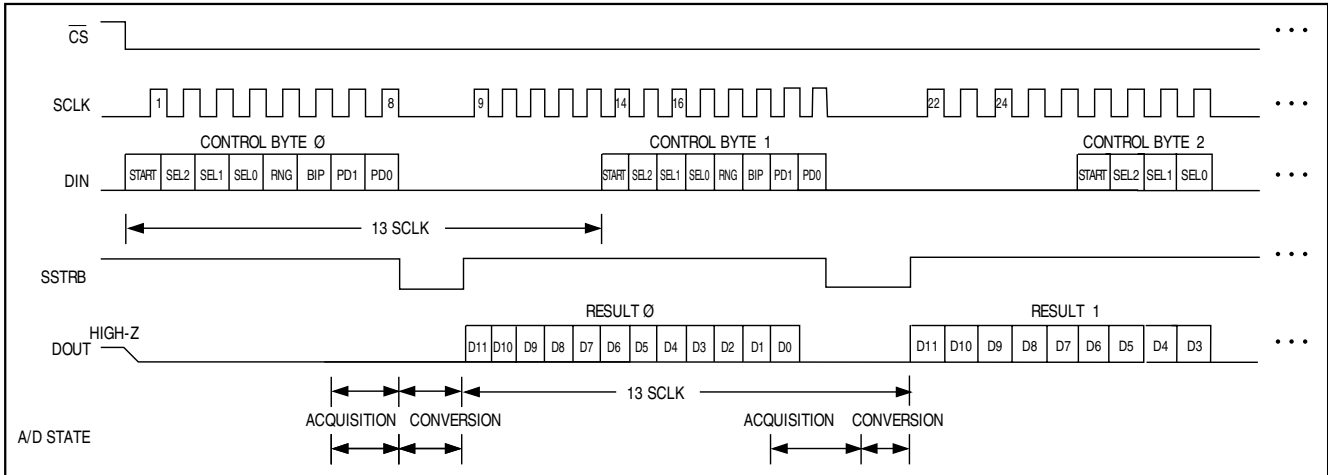 CS
• • •
SCLK
1
8
9
14
16
22
24
• • •
CONTROL BYTE Ø
CONTROL BYTE 1
CONTROL BYTE 2
DIN
START SEL2 SEL1 SEL0 RNG BIP PD1 PD0
START SEL2 SEL1 SEL0 RNG BIP PD1 PD0
START SEL2 SEL1 SEL0
• • •
13 SCLK
SSTRB
• • •
RESULT Ø
RESULT 1
HIGH-Z
DOUT
D11 D10 D9 D8 D7 D6 D5 D4 D3 D2 D1 D0
D11 D10 D9 D8 D7 D6 D5 D4 D3
• • •
13 SCLK
ACQUISITION CONVERSION
ACQUISITION CONVERSION
A/D STATE